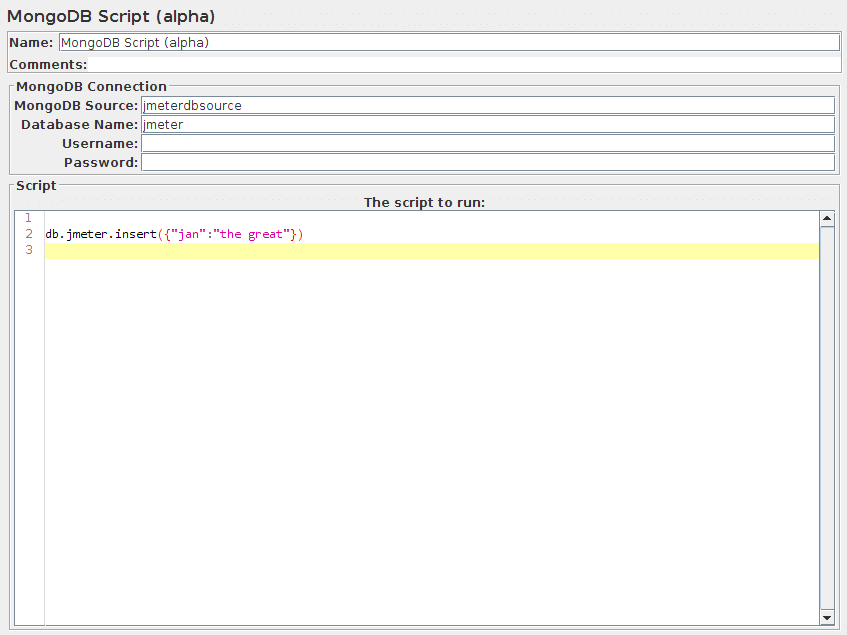 MongoDB Script (alpha)
Name: MongoDB Script (alpha)
Comments:
MongoDB Connection
MongoDB Source: jmeterdbsource
Database Name: jmeter
Username:
Password:
Script
The script to run:
1
2 db.jmeter.insert({"jan":"the great"})
3